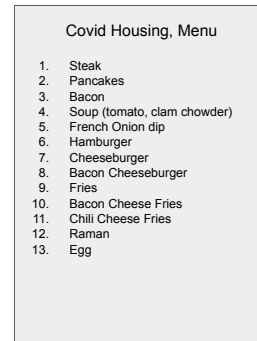 Covid Housing, Menu
1. Steak
2. Pancakes
3. Bacon
4. Soup (tomato, clam chowder)
5. French Onion dip
6. Hamburger
7. Cheeseburger
8. Bacon Cheeseburger
9. Fries
10. Bacon Cheese Fries
11. Chili Cheese Fries
12. Raman
13. Egg